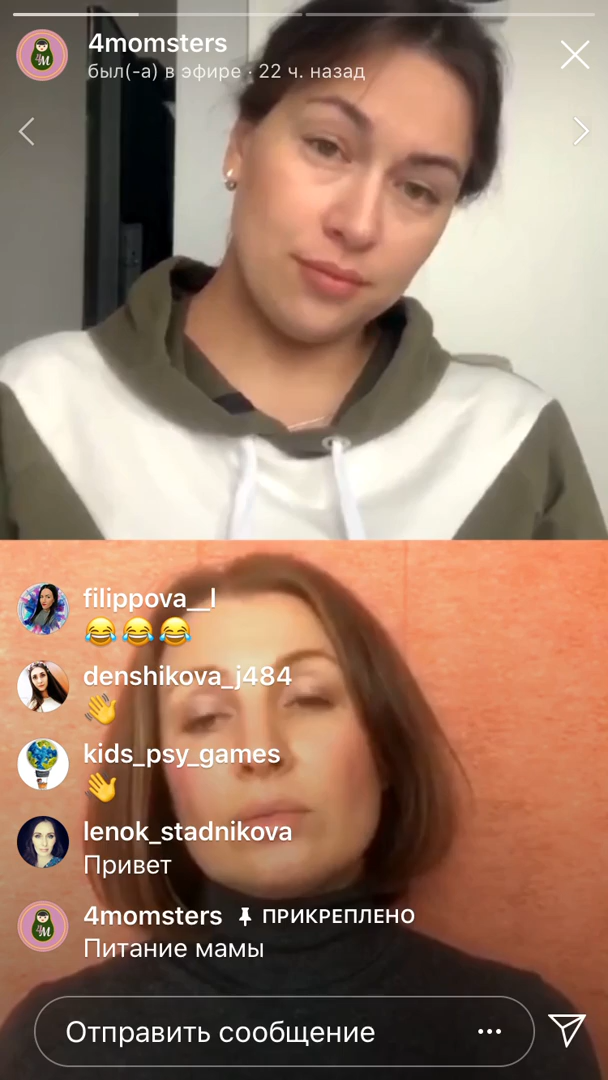 4momsters
был(-а) в эфире · 22 ч. назад
filippova__l
😂😂😂
denshikova_j484
👋
kids_psy_games
👋
lenok_stadnikova
Привет
4momsters ПРИКРЕПЛЕНО
Питание мамы
Отправить сообщение